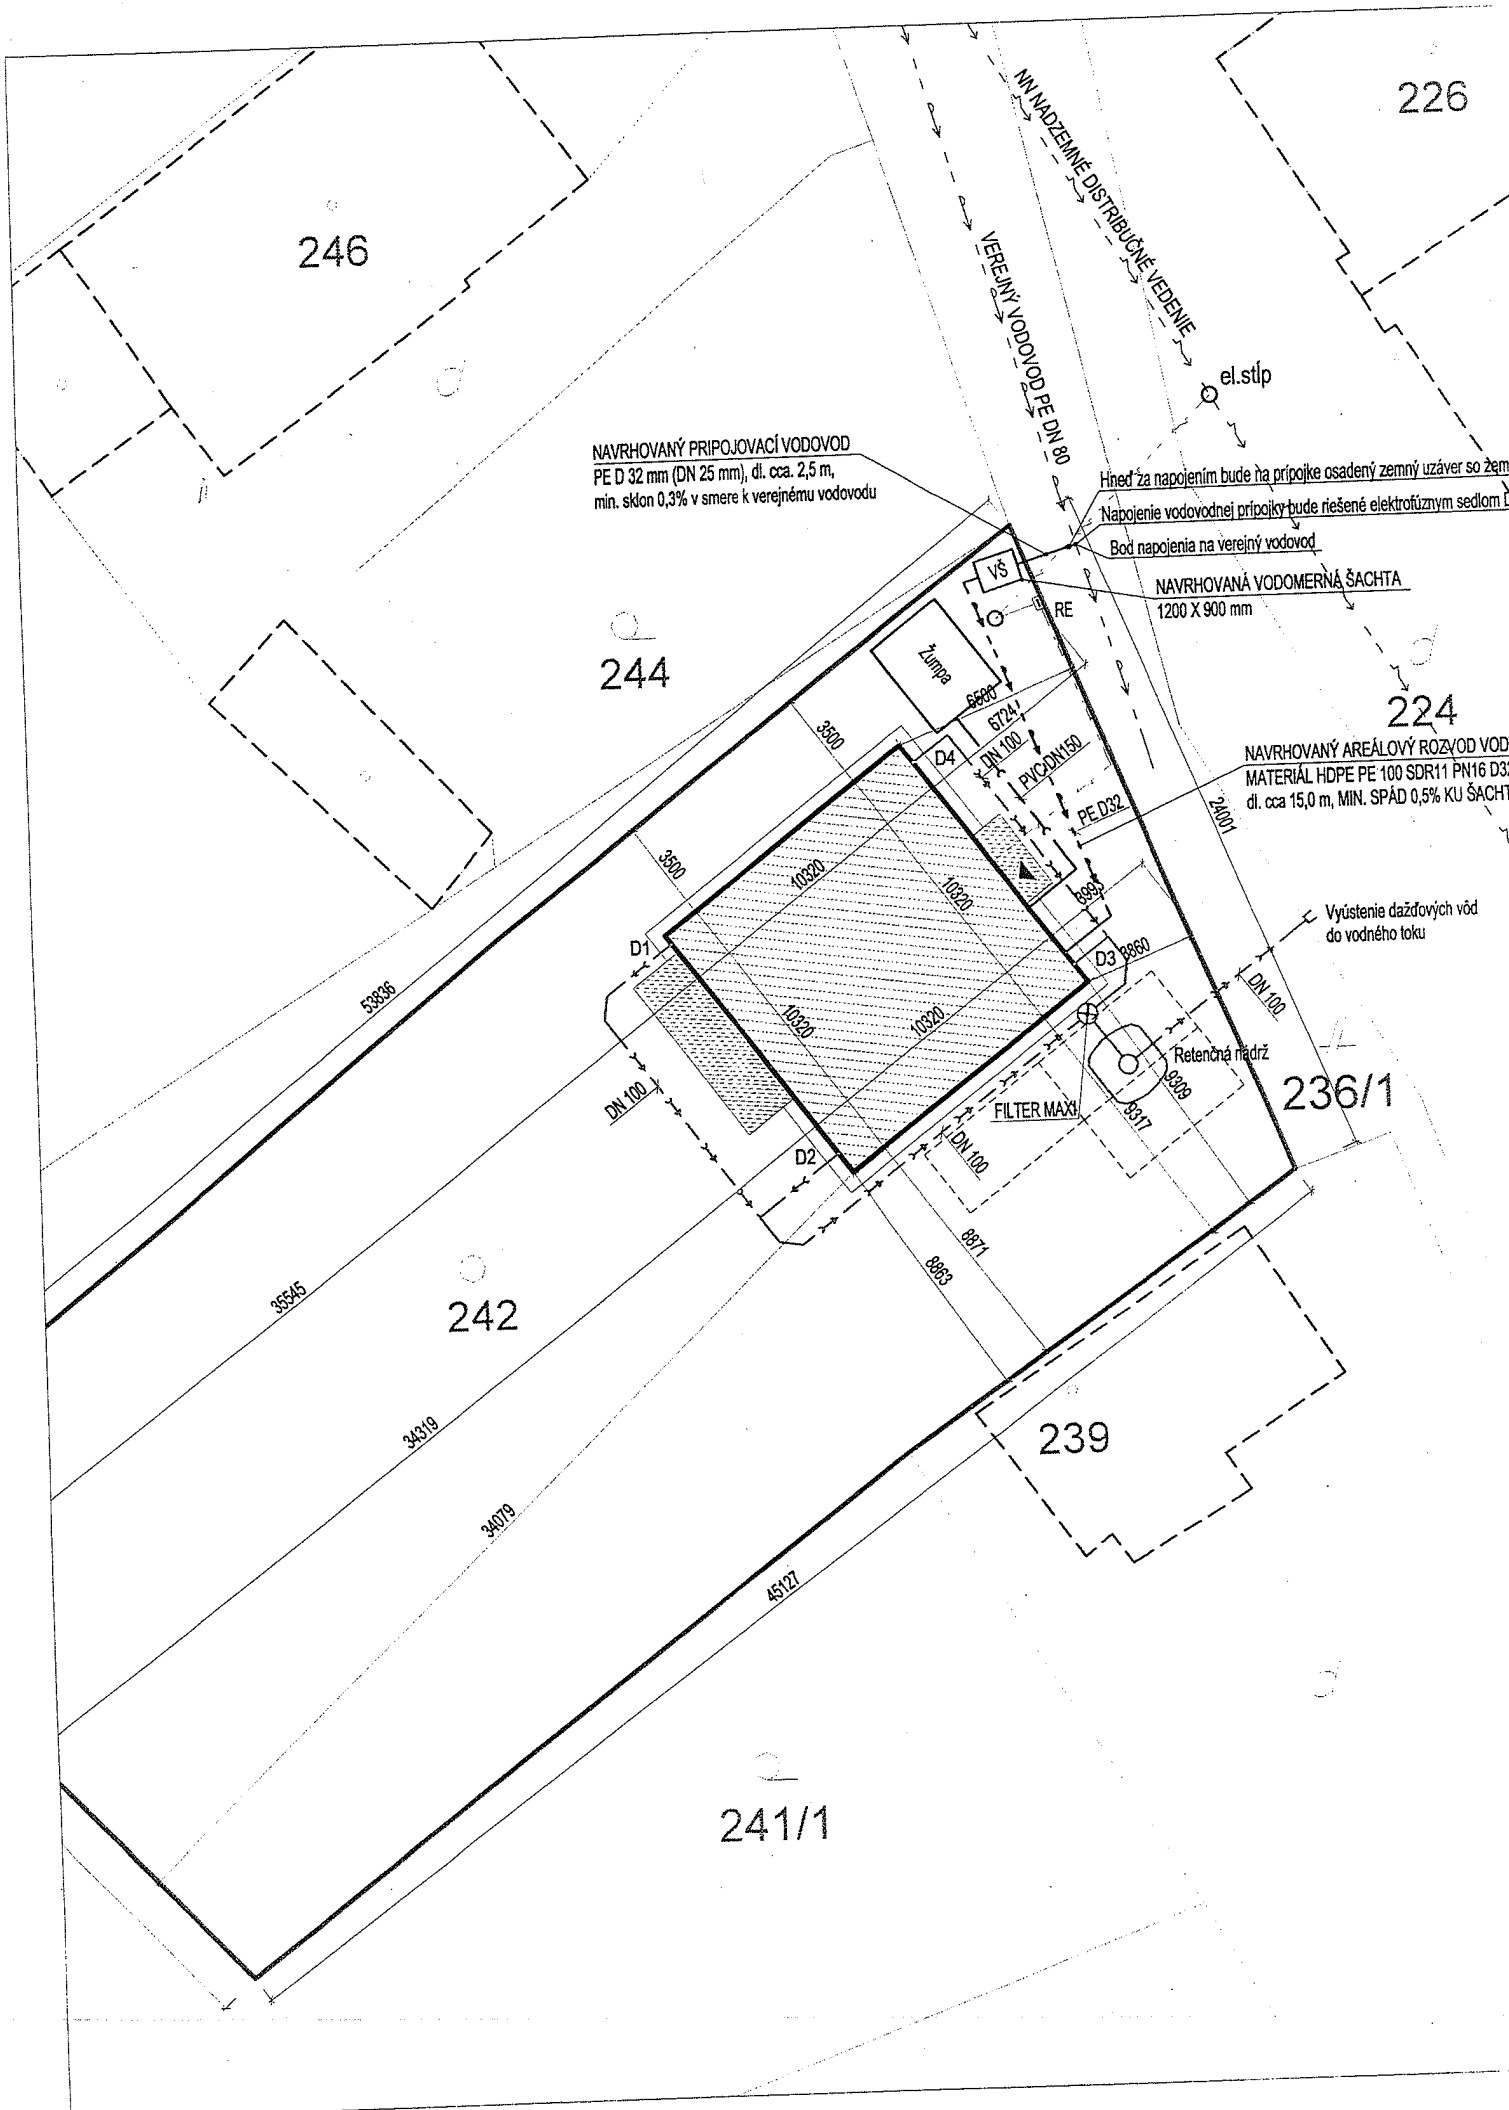 226
246
NN NADZEMNÉ DISTRIBUČNÉ VEDENIE
VEREJNÝ VODOVOD PE DN 80
el.stĺp
NAVRHOVANÝ PRIPOJOVACÍ VODOVOD
PE D 32 mm (DN 25 mm), dl. cca. 2,5 m,
min. sklon 0,3% v smere k verejnému vodovodu
Hneď za napojením bude na prípojke osadený zemný uzáver so
Napojenie vodovodnej prípojky bude riešené elektrofúznym sedlom
Bod napojenia na verejný vodovod
VŠ
NAVRHOVANÁ VODOMERNÁ ŠACHTA
1200 X 900 mm
RE
Žumpa
244
6500
6724
3500
D4
DN 100
PVC DN150
PE D32
224
NAVRHOVANÝ AREÁLOVÝ ROZVOD
MATERIÁL HDPE PE 100 SDR11 PN16
dl. cca 15,0 m, MIN. SPÁD 0,5% KU
24001
3500
10320
10320
Vyústenie dažďových vôd
do vodného toku
D1
D3
3860
53836
10320
10320
DN 100
DN 100
Retenčná nádrž
236/1
FILTER MAXI
9309
9317
D2
DN 100
8871
8863
35545
242
34319
239
34079
45127
241/1